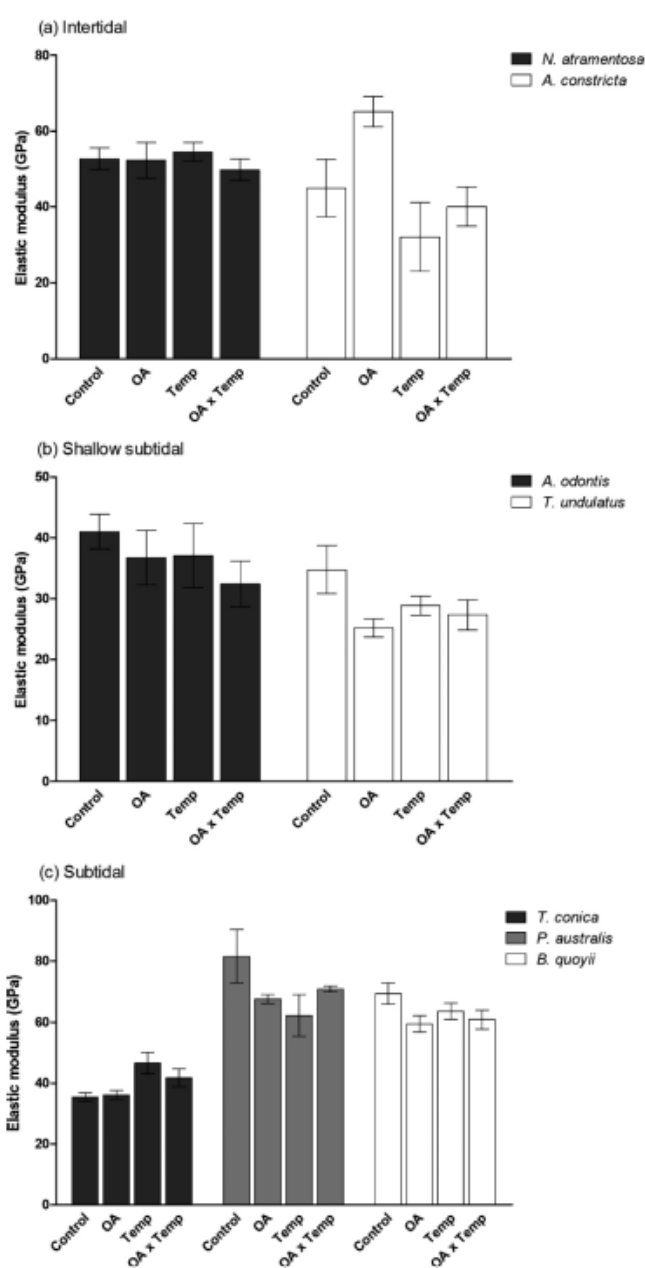 (a) Intertidal
80
60
40
20
0
Elastic modulus (GPa)
N. atramentosa
A. constricta
Control
OA
Temp
OA x Temp
Control
OA
Temp
OA x Temp
(b) Shallow subtidal
50
40
30
20
10
0
Elastic modulus (GPa)
A. odontis
T. undulatus
Control
OA
Temp
OA x Temp
Control
OA
Temp
OA x Temp
(c) Subtidal
100
80
60
40
20
0
Elastic modulus (GPa)
T. conica
P. australis
B. quoyii
Control
OA
Temp
OA x Temp
Control
OA
Temp
OA x Temp
Control
OA
Temp
OA x Temp